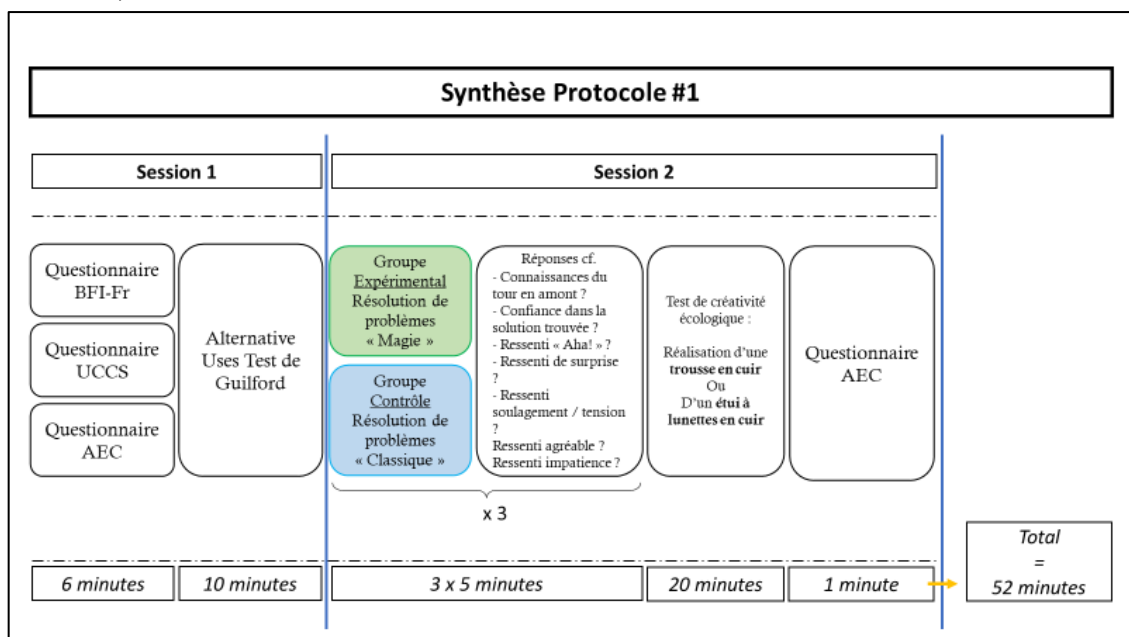 Synthèse Protocole #1
Session 1
Session 2
Questionnaire
BFI-Fr
Questionnaire
UCCS
Questionnaire
AEC
Alternative
Uses Test de
Guilford
Groupe
Expérimental
Résolution de
problèmes
« Magie »
Groupe
Contrôle
Résolution de
problèmes
« Classique »
Réponses cf.
- Connaissances du
tour en amont ?
- Confiance dans la
solution trouvée ?
- Ressenti « Aha! » ?
- Ressenti de surprise
?
- Ressenti
soulagement / tension
?
Ressenti agréable ?
Ressenti impatience ?
x 3
Test de créativité
écologique :
Réalisation d'une
trousse en cuir
Ou
D'un étui à
lunettes en cuir
Questionnaire
AEC
6 minutes
10 minutes
3 x 5 minutes
20 minutes
1 minute
Total
=
52 minutes